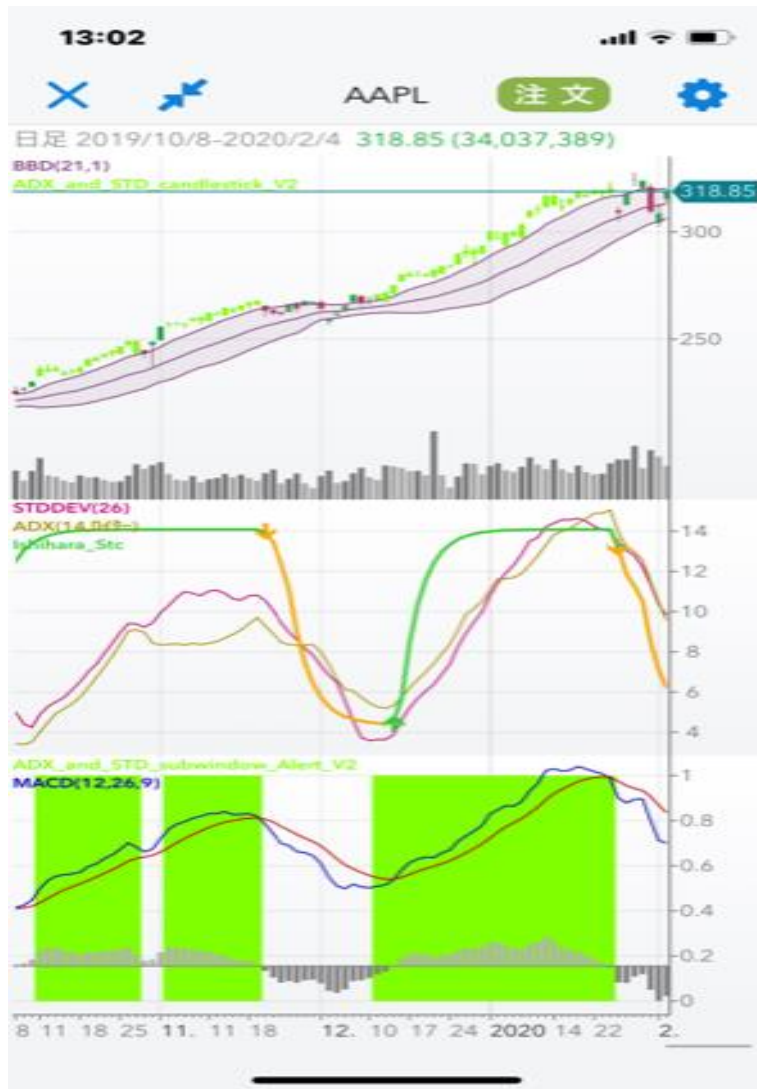 13:02
AAPL 注文
日足 2019/10/8-2020/2/4 318.85 (34,037,389)
BBD(21,1)
ADX_and_STD_candlestick_V2
318.85
300
250
STDDEV(26)
ADX(14,
Ishihara_Stc
14
12
10
8
6
4
ADX_and_STD_subwindow_Alert_V2
MACD(12,26,9)
1
0.8
0.6
0.4
0.2
0
8 11 18 25 11. 11 18 12. 10 17 24 2020 14 22 2.